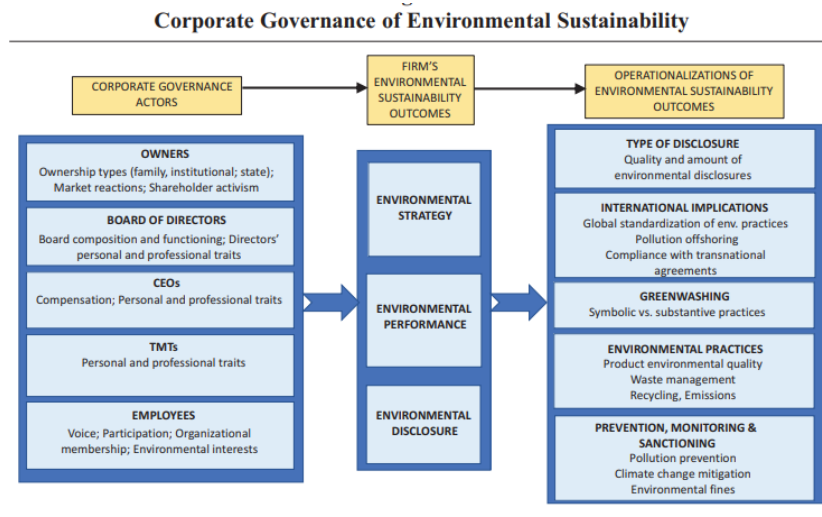 Corporate Governance of Environmental Sustainability
CORPORATE GOVERNANCE
ACTORS
FIRM'S
ENVIRONMENTAL
SUSTAINABILITY
OUTCOMES
OPERATIONALIZATIONS OF
ENVIRONMENTAL SUSTAINABILITY
OUTCOMES
OWNERS
Ownership types (family, institutional; state);
Market reactions; Shareholder activism
BOARD OF DIRECTORS
Board composition and functioning; Directors'
personal and professional traits
CEOs
Compensation; Personal and professional traits
TMTs
Personal and professional traits
EMPLOYEES
Voice; Participation; Organizational
membership; Environmental interests
ENVIRONMENTAL
STRATEGY
ENVIRONMENTAL
PERFORMANCE
ENVIRONMENTAL
DISCLOSURE
TYPE OF DISCLOSURE
Quality and amount of
environmental disclosures
INTERNATIONAL IMPLICATIONS
Global standardization of env. practices
Pollution offshoring
Compliance with transnational
agreements
GREENWASHING
Symbolic vs. substantive practices
ENVIRONMENTAL PRACTICES
Product environmental quality
Waste management
Recycling, Emissions
PREVENTION, MONITORING &
SANCTIONING
Pollution prevention
Climate change mitigation
Environmental fines